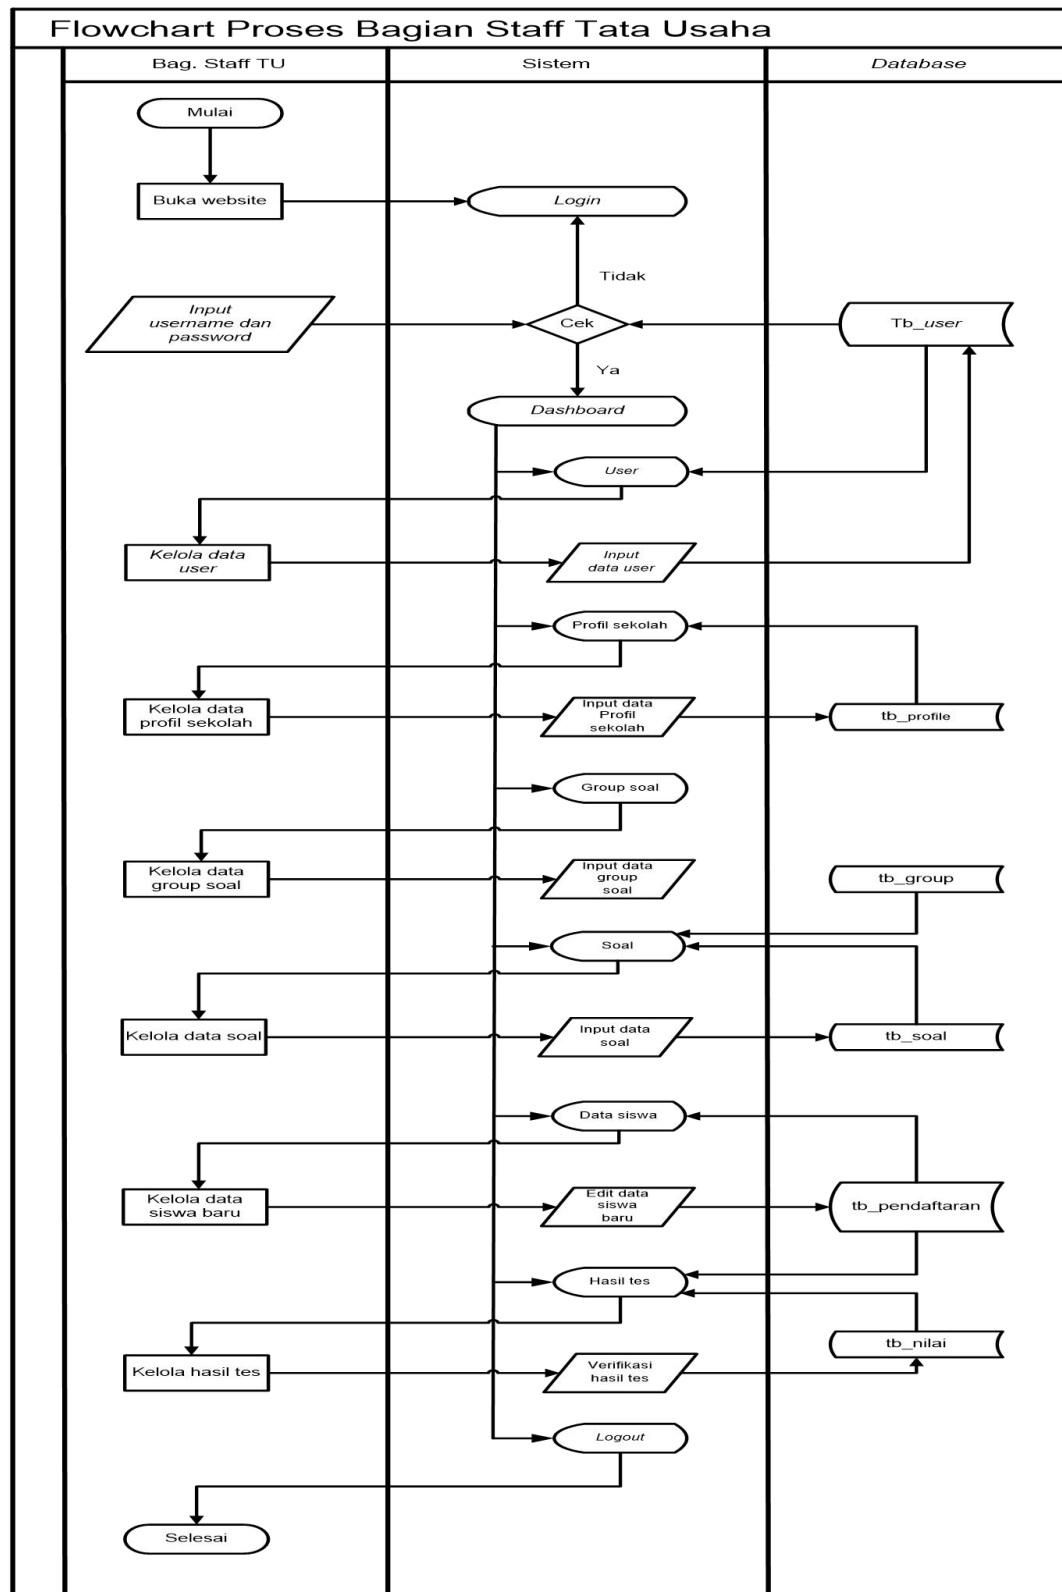 Flowchart Proses Bagian Staff Tata Usaha
Bag. Staff TU
Sistem
Database
Mulai
Buka website
Login
Tidak
Input
username dan
password
Cek
Tb_user
Ya
Dashboard
User
Kelola data
user
Input
data user
Profil sekolah
Kelola data
profil sekolah
Input data
Profil
sekolah
tb_profile
Group soal
Kelola data
group soal
Input data
group
soal
tb_group
Soal
Kelola data soal
Input data
soal
tb_soal
Data siswa
Kelola data
siswa baru
Edit data
siswa
baru
tb_pendaftaran
Hasil tes
tb_nilai
Kelola hasil tes
Verifikasi
hasil tes
Logout
Selesai